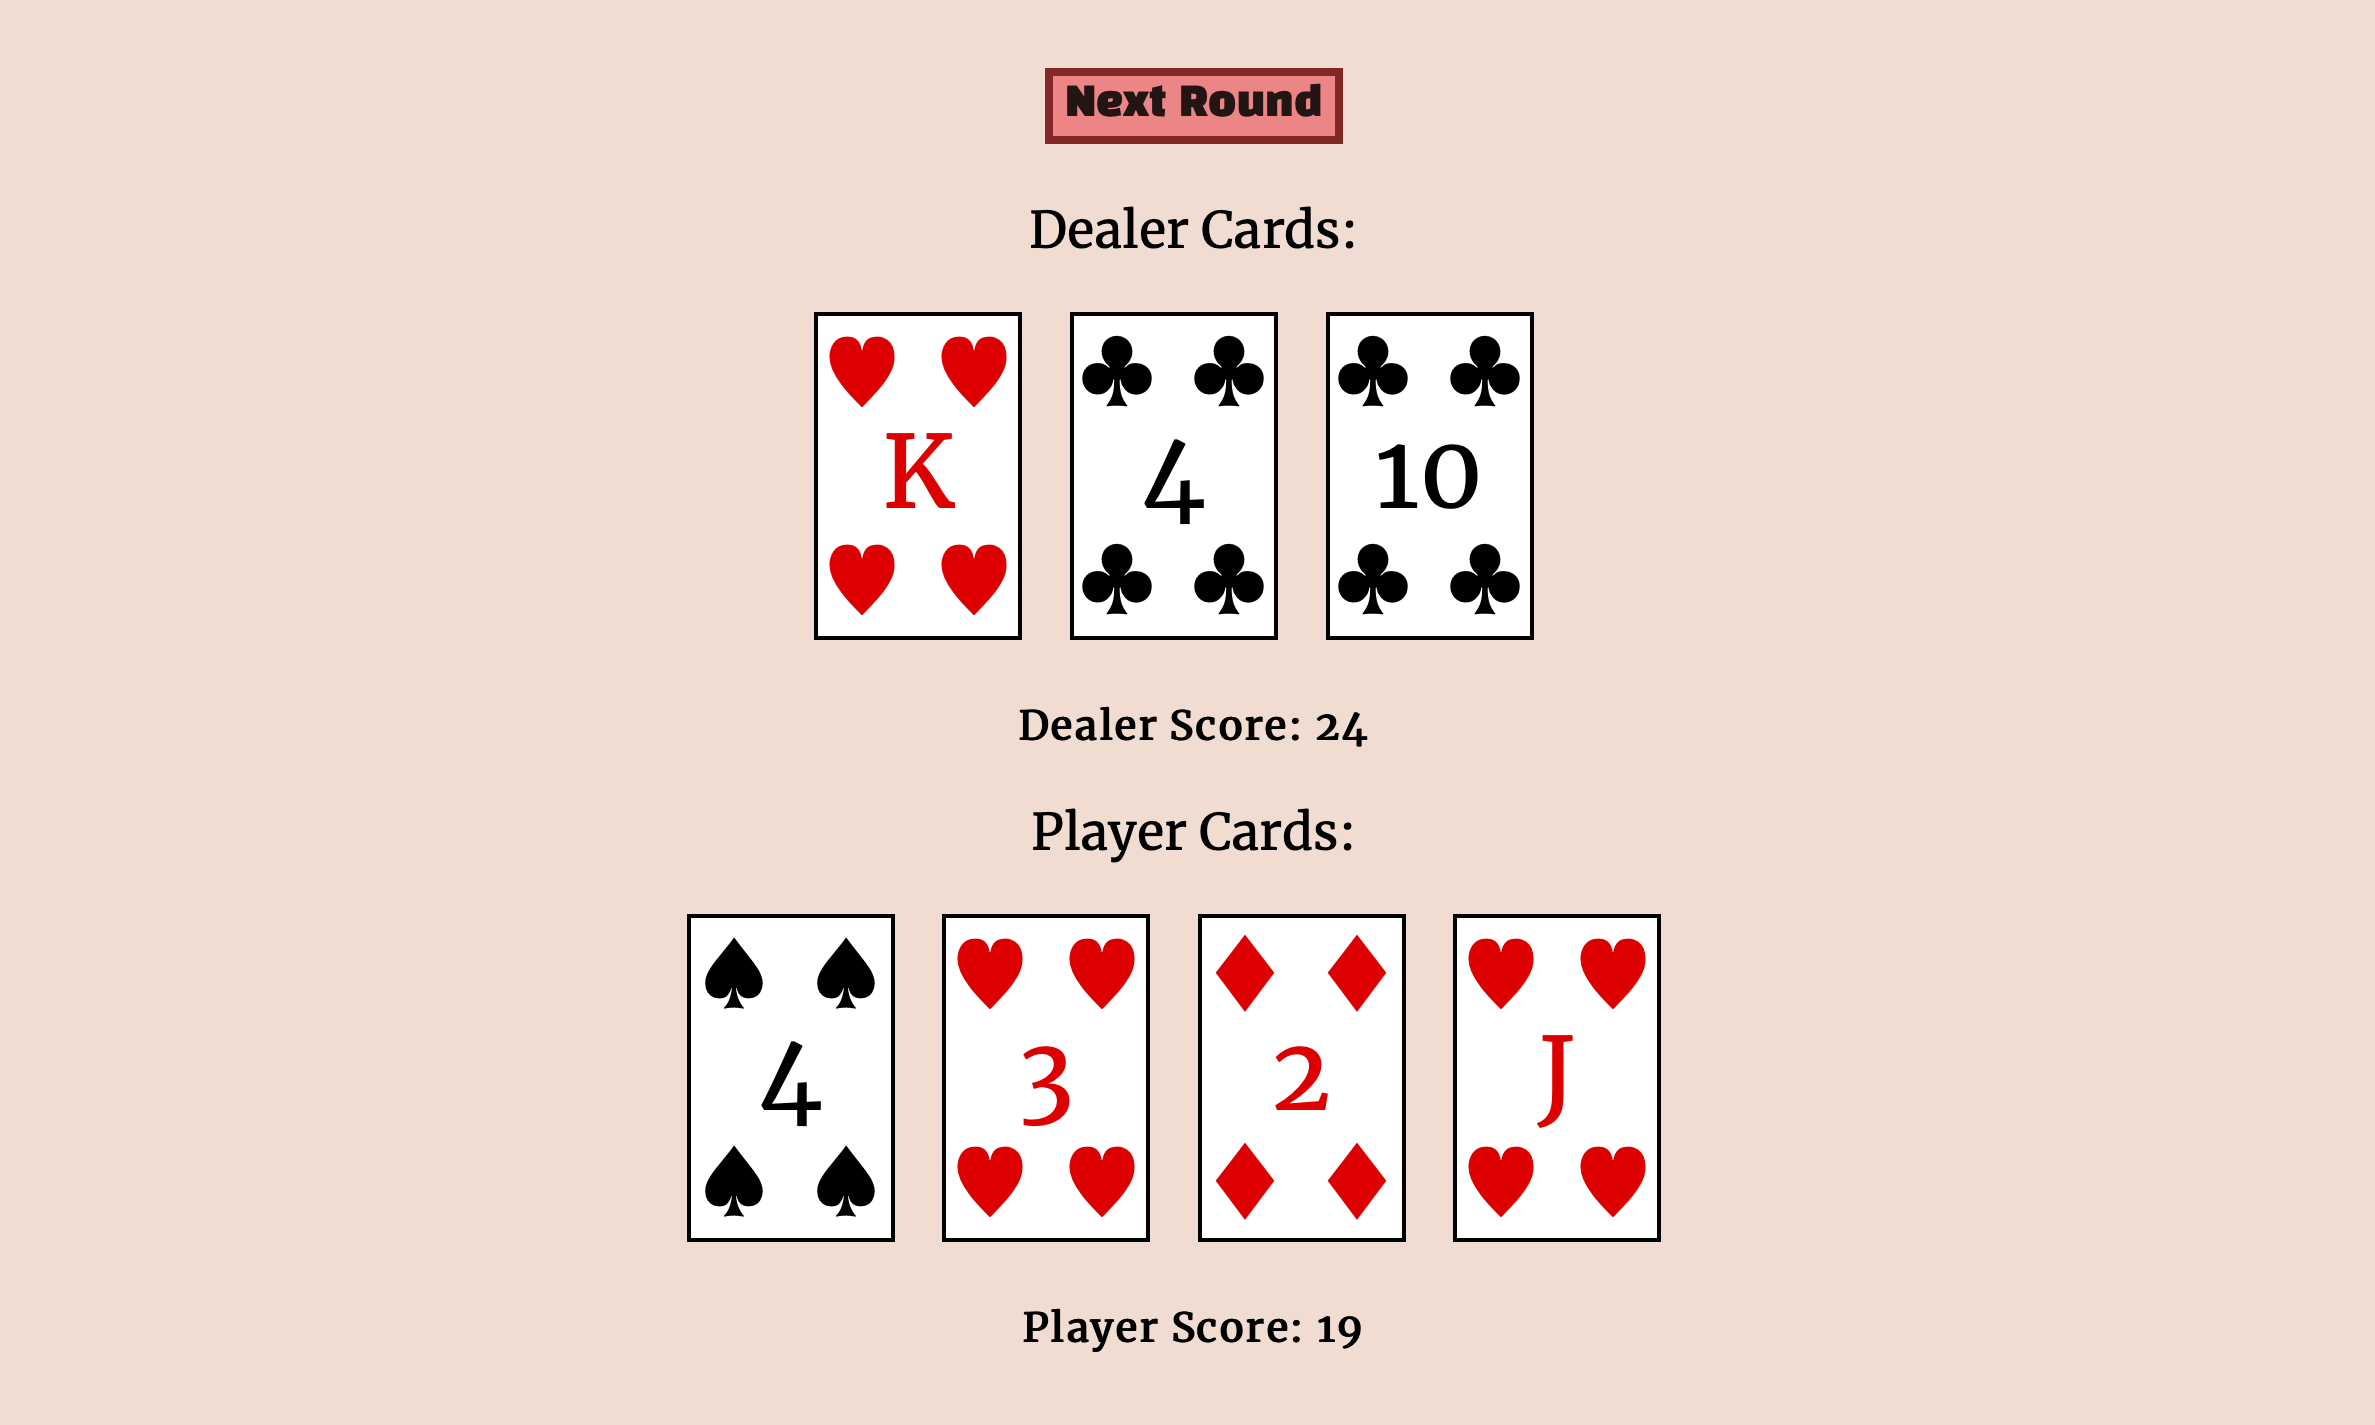 Next Round
Dealer Cards:
K 4 10
Dealer Score: 24
Player Cards:
4 3 2 J
Player Score: 19